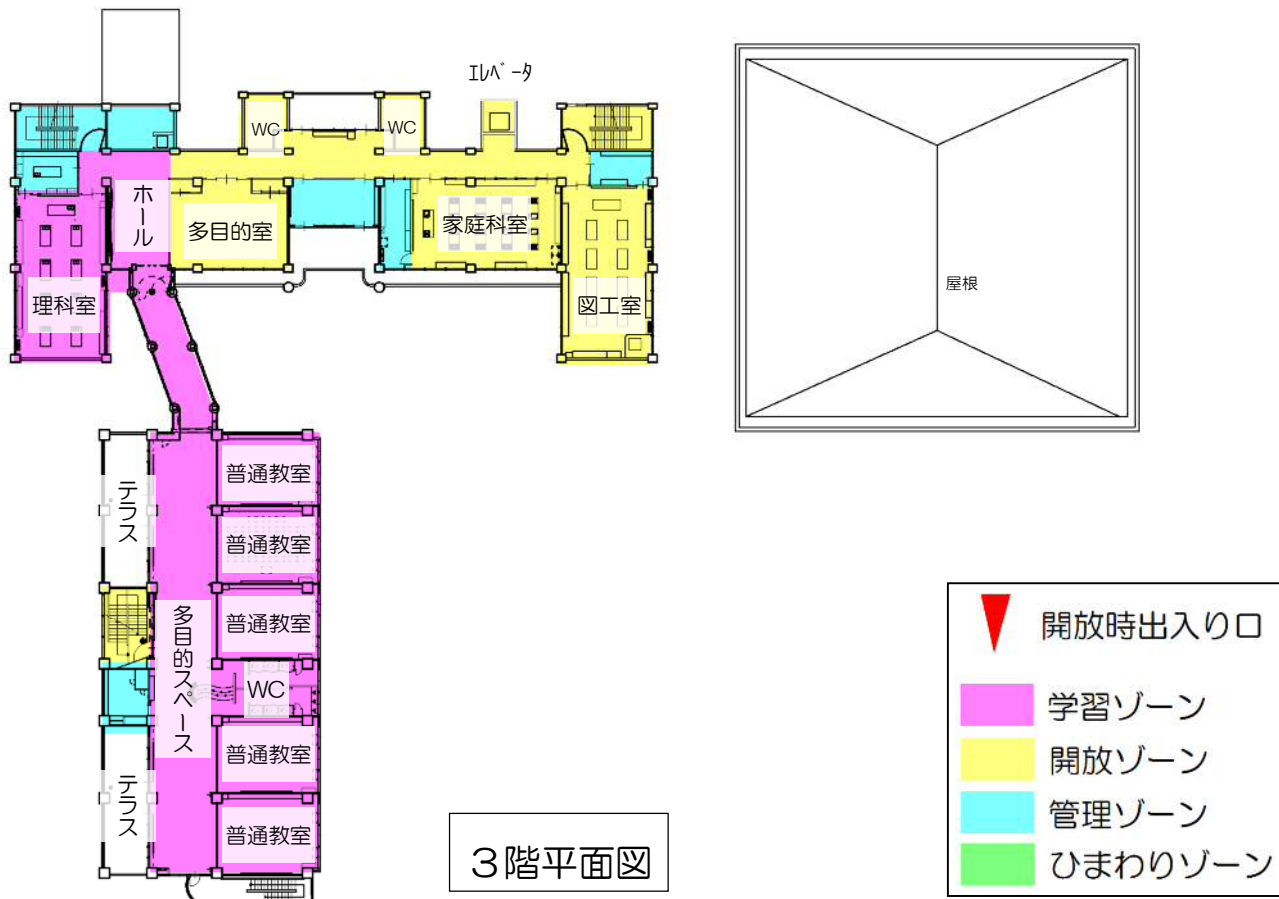 エレベータ
WC
WC
ホール
多目的室
家庭科室
理科室
図工室
屋根
テラス
普通教室
普通教室
普通教室
多目的スペース
WC
普通教室
テラス
普通教室
3階平面図
開放時出入り口
学習ゾーン
開放ゾーン
管理ゾーン
ひまわりゾーン